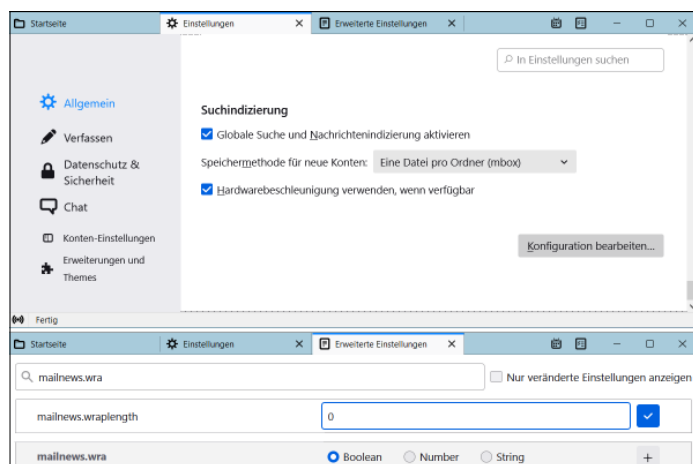 Startseite Einstellungen Erweiterte Einstellungen
In Einstellungen suchen
Allgemein
Suchindizierung
Verfassen
Globale Suche und Nachrichtenindizierung aktivieren
Datenschutz &
Sicherheit
Speichermethode für neue Konten: Eine Datei pro Ordner (mbox)
Hardwarebeschleunigung verwenden, wenn verfügbar
Chat
Konten-Einstellungen
Konfiguration bearbeiten...
Erweiterungen und
Themes
Fertig
Startseite Einstellungen Erweiterte Einstellungen
mailnews.wra Nur veränderte Einstellungen anzeigen
mailnews.wraplength 0
mailnews.wra Boolean Number String